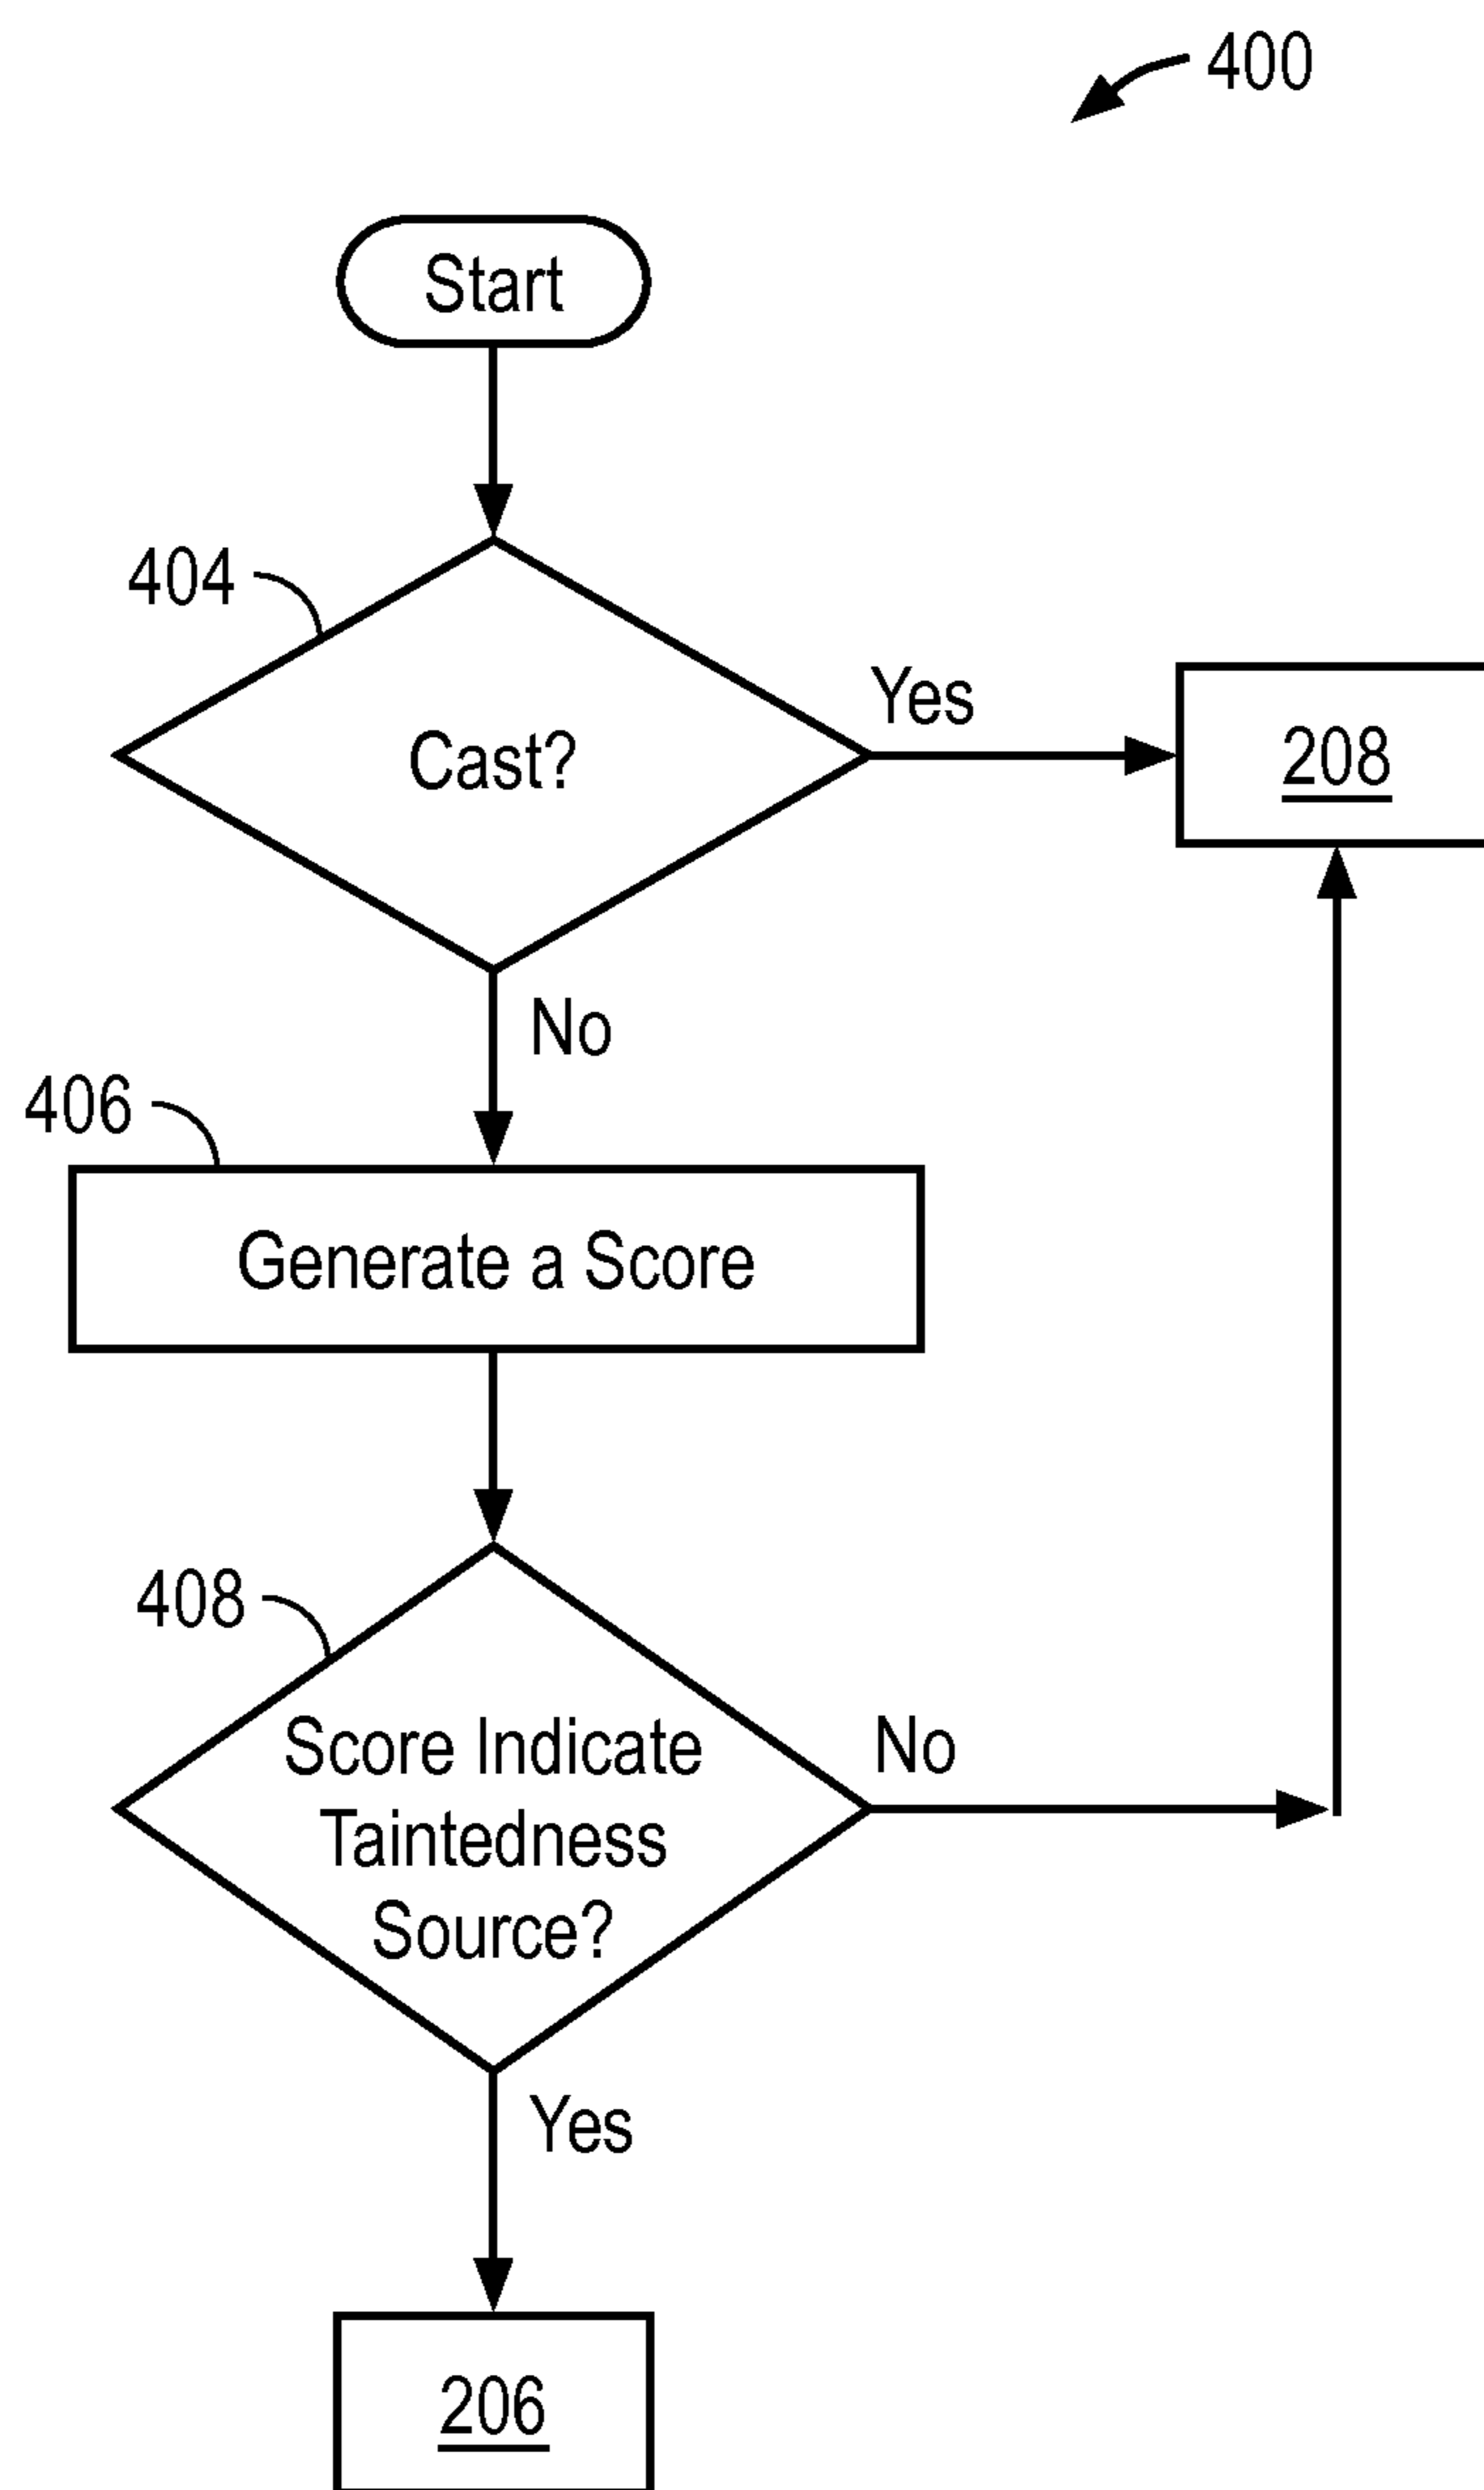 400
Start
404
Cast?
Yes
208
No
406
Generate a Score
408
Score Indicate
Taintedness
Source?
No
Yes
206